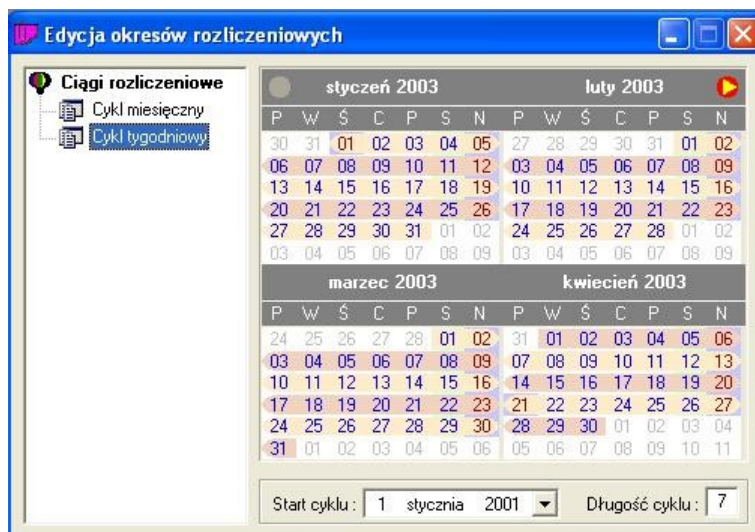 Edycja okresów rozliczeniowych
Ciągi rozliczeniowe
Cykl miesięczny
Cykl tygodniowy
styczeń 2003
P W Ś C P S N
30 31 01 02 03 04 05
06 07 08 09 10 11 12
13 14 15 16 17 18 19
20 21 22 23 24 25 26
27 28 29 30 31 01 02
03 04 05 06 07 08 09
luty 2003
P W Ś C P S N
27 28 29 30 31 01 02
03 04 05 06 07 08 09
10 11 12 13 14 15 16
17 18 19 20 21 22 23
24 25 26 27 28 01 02
03 04 05 06 07 08 09
marzec 2003
P W Ś C P S N
24 25 26 27 28 01 02
03 04 05 06 07 08 09
10 11 12 13 14 15 16
17 18 19 20 21 22 23
24 25 26 27 28 29 30
31 01 02 03 04 05 06
kwiecień 2003
P W Ś C P S N
31 01 02 03 04 05 06
07 08 09 10 11 12 13
14 15 16 17 18 19 20
21 22 23 24 25 26 27
28 29 30 01 02 03 04
05 06 07 08 09 10 11
Start cyklu : 1 stycznia 2001 Długość cyklu : 7